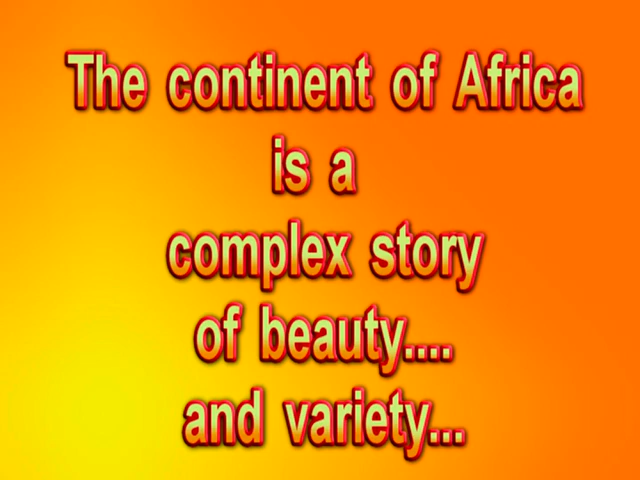 The continent of Africa
is a
complex story
of beauty....
and variety...